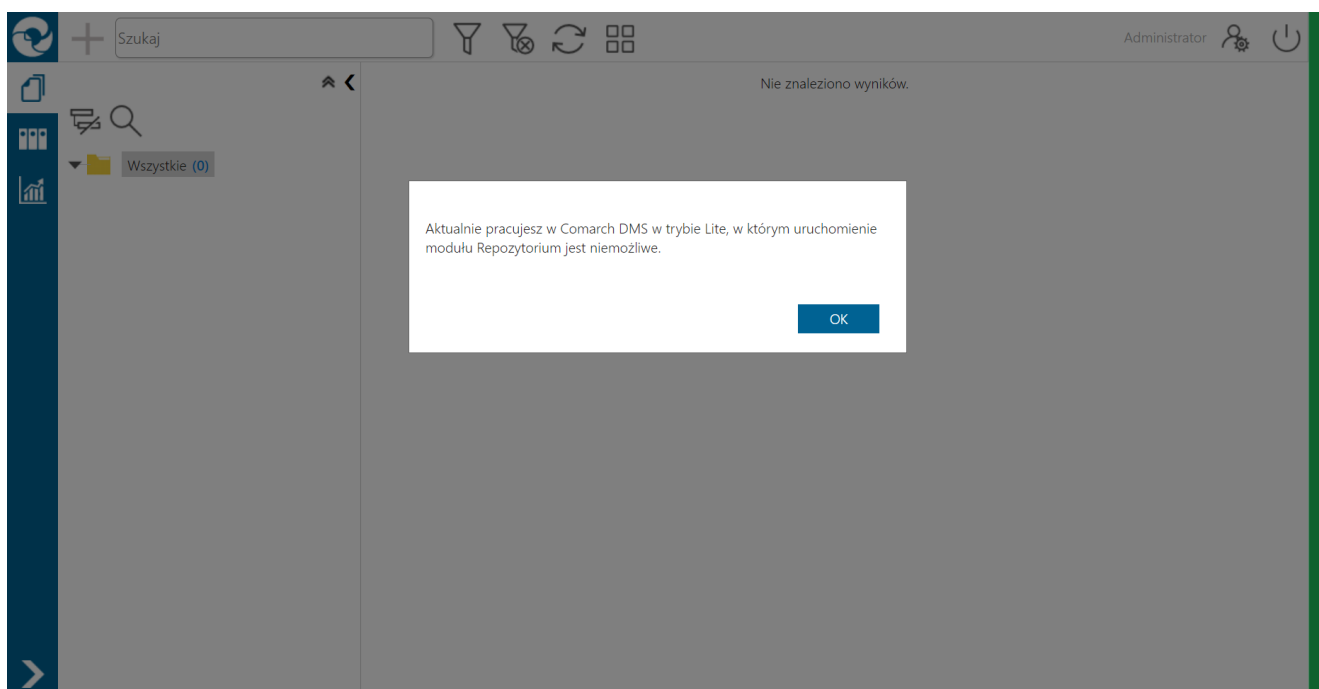 Szukaj
Administrator
Nie znaleziono wyników.
Wszystkie (0)
Aktualnie pracujesz w Comarch DMS w trybie Lite, w którym uruchomienie
modułu Repozytorium jest niemożliwe.
OK